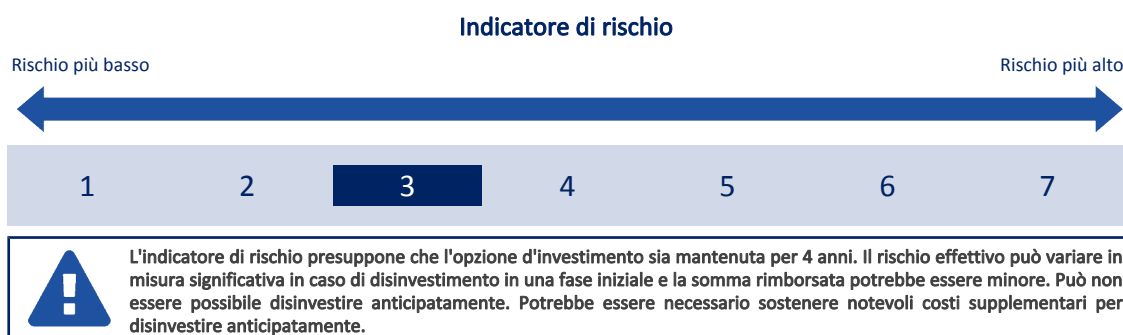 Indicatore di rischio
Rischio più basso
Rischio più alto
1 2 3 4 5 6 7
L'indicatore di rischio presuppone che l'opzione d'investimento sia mantenuta per 4 anni. Il rischio effettivo può variare in
misura significativa in caso di disinvestimento in una fase iniziale e la somma rimborsata potrebbe essere minore. Può non
essere possibile disinvestire anticipatamente. Potrebbe essere necessario sostenere notevoli costi supplementari per
disinvestire anticipatamente.